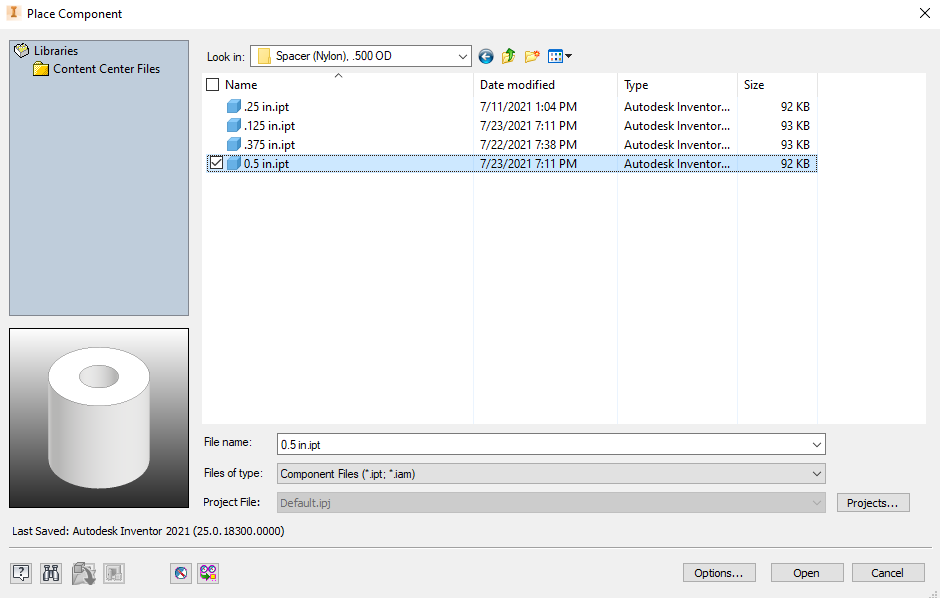 Place Component
Libraries
Content Center Files
Look in: Spacer (Nylon), .500 OD
Name Date modified Type Size
.25 in.ipt 7/11/2021 1:04 PM Autodesk Inventor... 92 KB
.125 in.ipt 7/23/2021 7:11 PM Autodesk Inventor... 93 KB
.375 in.ipt 7/22/2021 7:38 PM Autodesk Inventor... 93 KB
0.5 in.ipt 7/23/2021 7:11 PM Autodesk Inventor... 92 KB
File name: 0.5 in.ipt
Files of type: Component Files (*.ipt; *.iam)
Project File: Default.ipj Projects...
Last Saved: Autodesk Inventor 2021 (25.0.18300.0000)
Options... Open Cancel